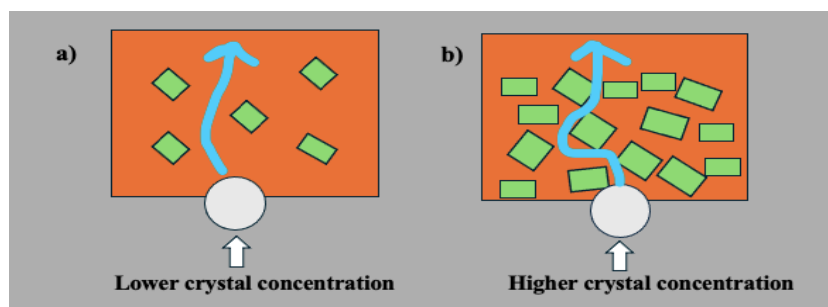 a)
b)
Lower crystal concentration
Higher crystal concentration